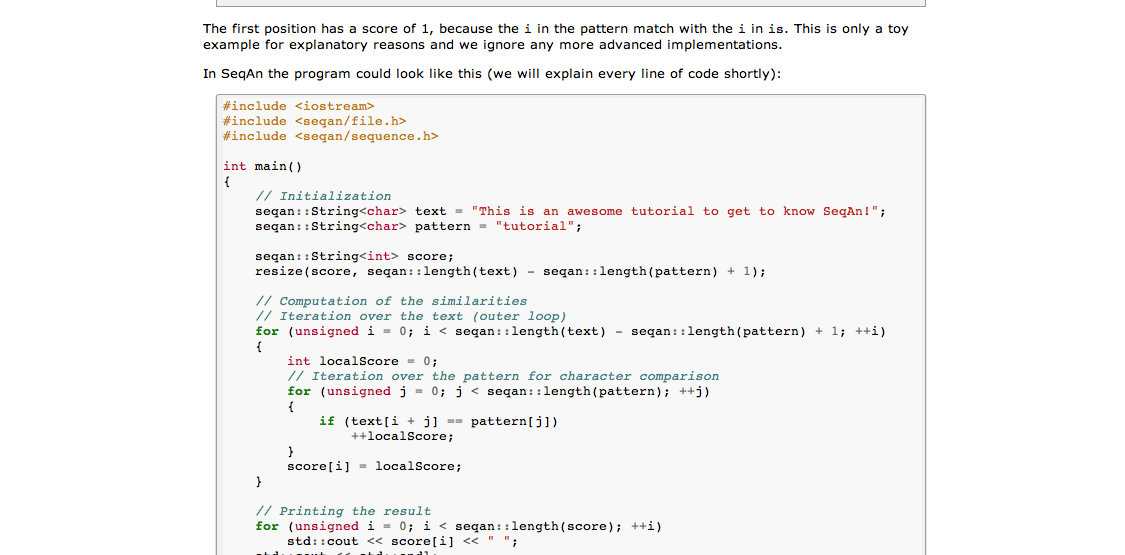 The first position has a score of 1, because the i in the pattern match with the i in is. This is only a toy
example for explanatory reasons and we ignore any more advanced implementations.
In SeqAn the program could look like this (we will explain every line of code shortly):
#include <iostream>
#include <seqan/file.h>
#include <seqan/sequence.h>
int main()
{
// Initialization
seqan::String<char> text = "This is an awesome tutorial to get to know SeqAn!";
seqan::String<char> pattern = "tutorial";
seqan::String<int> score;
resize(score, seqan::length(text) - seqan::length(pattern) + 1);
// Computation of the similarities
// Iteration over the text (outer loop)
for (unsigned i = 0; i < seqan::length(text) - seqan::length(pattern) + 1; ++i)
{
int localScore = 0;
// Iteration over the pattern for character comparison
for (unsigned j = 0; j < seqan::length(pattern); ++j)
{
if (text[i + j] == pattern[j])
++localScore;
}
score[i] = localScore;
}
// Printing the result
for (unsigned i = 0; i < seqan::length(score); ++i)
std::cout << score[i] << " ";